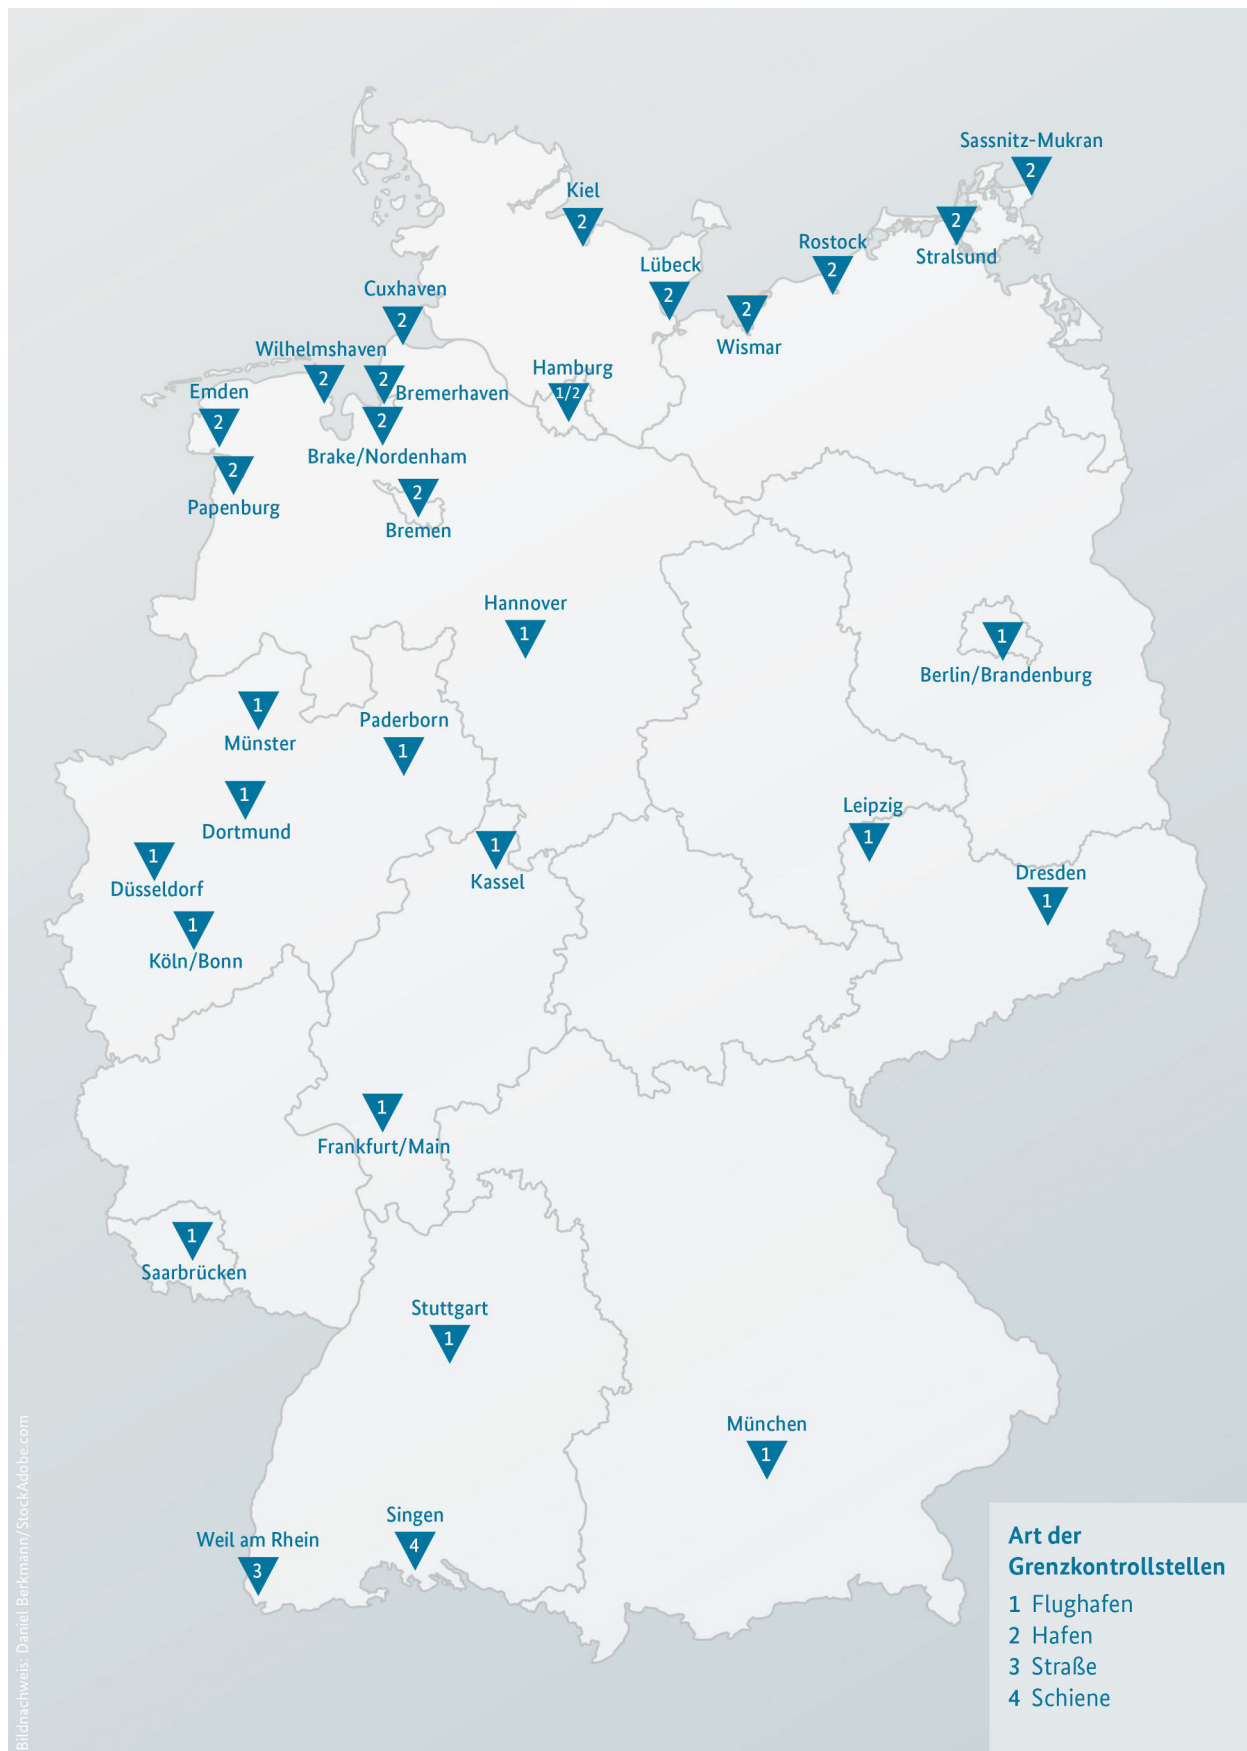 Sassnitz-Mukran
2
Kiel
2
2
Stralsund
Rostock
2
Lübeck
2
2
Wismar
Cuxhaven
2
Wilhelmshaven
2
2
Bremerhaven
Hamburg
1/2
Emden
2
2
Brake/Nordenham
2
Papenburg
2
Bremen
Hannover
1
1
Berlin/Brandenburg
1
Münster
Paderborn
1
1
Dortmund
Leipzig
1
1
Kassel
1
Düsseldorf
Dresden
1
1
Köln/Bonn
1
Frankfurt/Main
1
Saarbrücken
Stuttgart
1
München
1
Singen
4
Weil am Rhein
3
Art der
Grenzkontrollstellen
1 Flughafen
2 Hafen
3 Straße
4 Schiene
Bildnachweis: Daniel Berkmann/StockAdobe.com